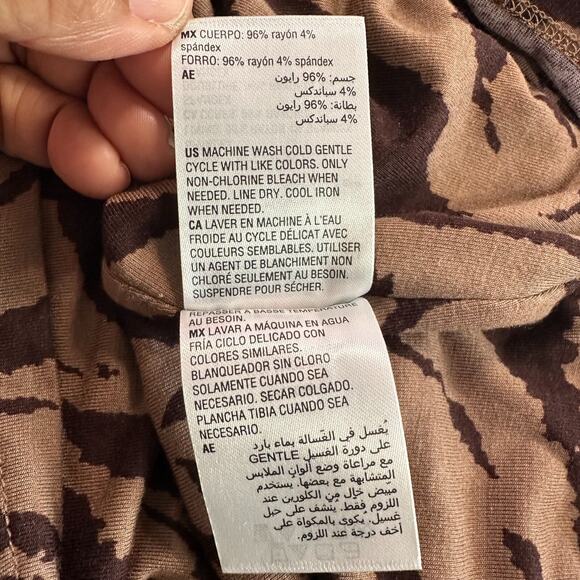 MX CUERPO: 96% rayón 4%
spándex
FORRO: 96% rayón 4% spándex
AE
جسم: 96% رايون
4% سباندكس
بطانة: 96% رايون
4% سباندكس
US MACHINE WASH COLD GENTLE
CYCLE WITH LIKE COLORS. ONLY
NON-CHLORINE BLEACH WHEN
NEEDED. LINE DRY. COOL IRON
WHEN NEEDED.
CA LAVER EN MACHINE À L'EAU
FROIDE AU CYCLE DÉLICAT AVEC
COULEURS SEMBLABLES. UTILISER
UN AGENT DE BLANCHIMENT NON
CHLORÉ SEULEMENT AU BESOIN.
SUSPENDRE POUR SÉCHER.
REPASSER À BASSE TEMPÉRATURE
AU BESOIN.
MX LAVAR A MÁQUINA EN AGUA
FRÍA CICLO DELICADO CON
COLORES SIMILARES.
BLANQUEADOR SIN CLORO
SOLAMENTE CUANDO SEA
NECESARIO. SECAR COLGADO.
PLANCHA TIBIA CUANDO SEA
NECESARIO.
AE
يُغسل في الغسالة بماء بارد
على دورة الغسيل GENTLE
مع مراعاة وضع ألوان الملابس
المتشابهة مع بعضها. يستخدم
مبيّض خالٍ من الكلورين عند
اللزوم فقط. يُنشف على حبل
غسيل. يُكوى بالمكواة على
أخف درجة عند اللزوم.